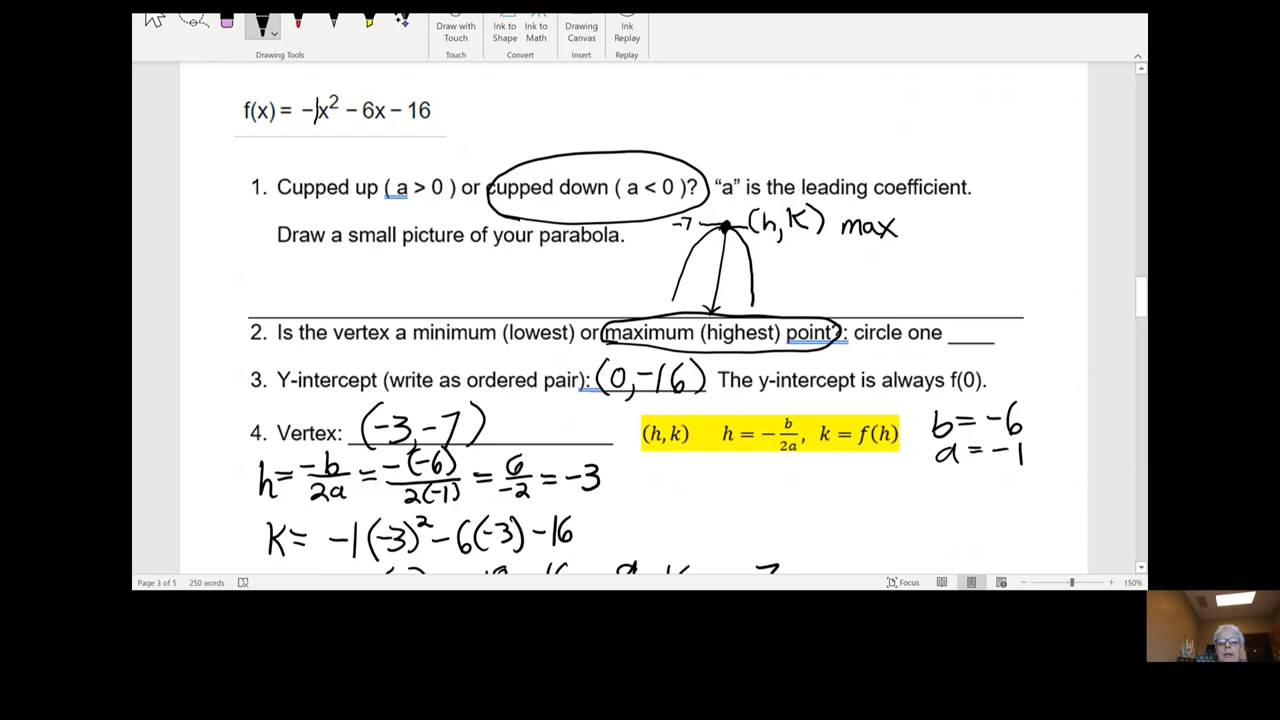 Draw with Touch
Ink to Shape
Ink to Math
Drawing Canvas
Ink Replay
Drawing Tools
Touch
Convert
Insert
Replay
f(x) = -|x² - 6x - 16
1. Cupped up ( a > 0 ) or cupped down ( a < 0 )? “a” is the leading coefficient.
-7 (h, k) max
Draw a small picture of your parabola.
2. Is the vertex a minimum (lowest) or maximum (highest) point?: circle one ____
3. Y-intercept (write as ordered pair): (0, -16) The y-intercept is always f(0).
4. Vertex: (-3, -7) (h, k) h = -b/2a, k = f(h) b = -6
a = -1
h = -b/2a = -(-6)/2(-1) = 6/-2 = -3
K = -1(-3)² - 6(-3) - 16
Page 3 of 5 250 words Focus 150%